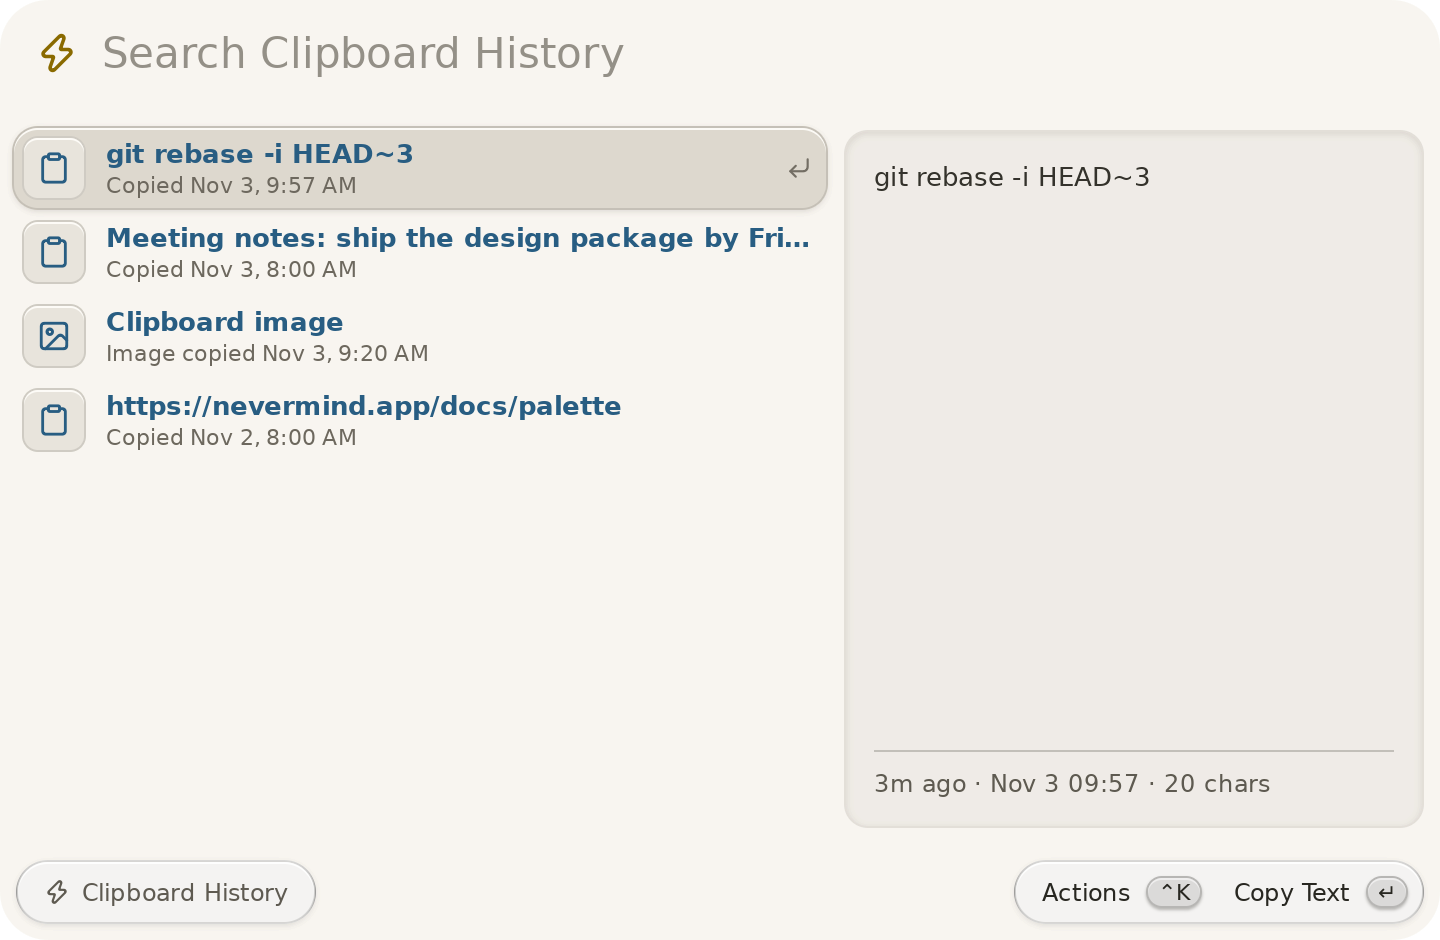 Search Clipboard History
git rebase -i HEAD~3
Copied Nov 3, 9:57 AM
Meeting notes: ship the design package by Fri…
Copied Nov 3, 8:00 AM
Clipboard image
Image copied Nov 3, 9:20 AM
https://nevermind.app/docs/palette
Copied Nov 2, 8:00 AM
git rebase -i HEAD~3
3m ago · Nov 3 09:57 · 20 chars
Clipboard History
Actions ^K Copy Text ↵